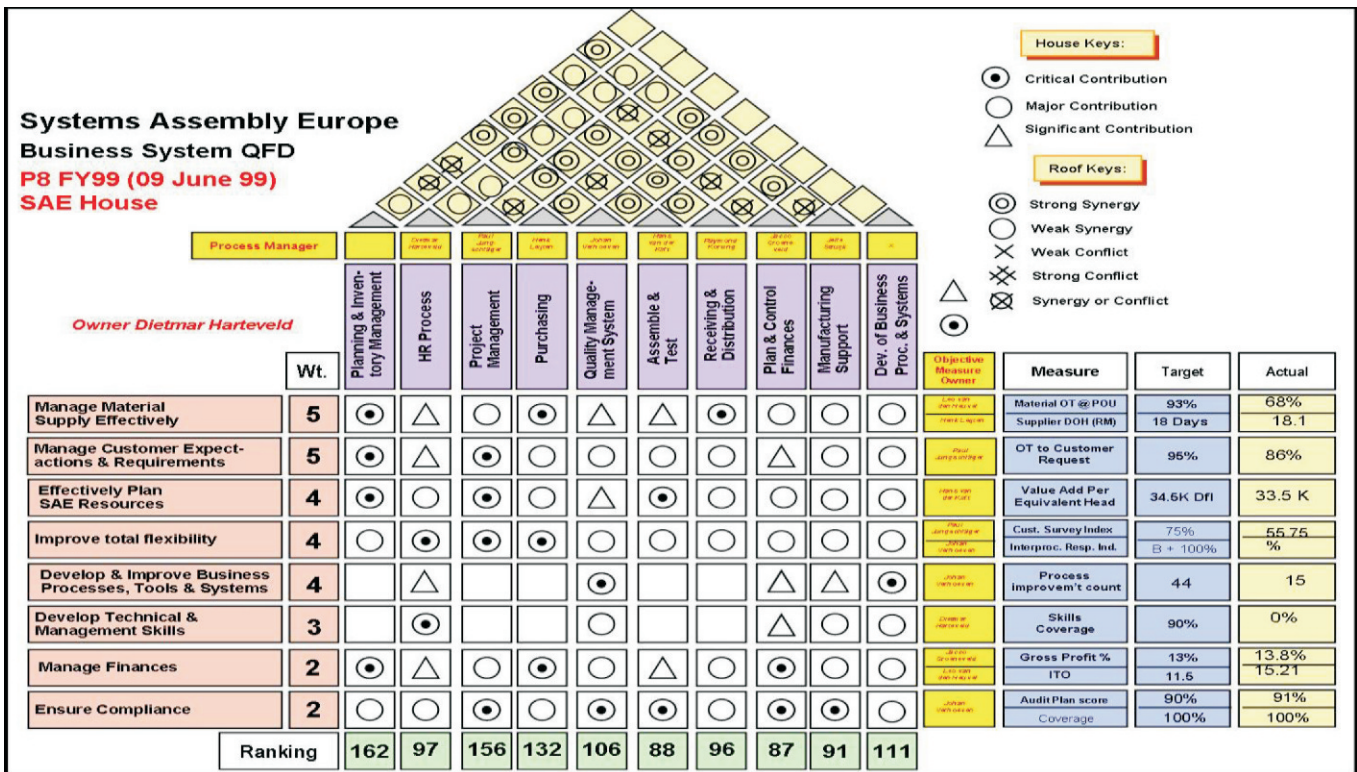 House Keys:
Critical Contribution
Major Contribution
Significant Contribution
Systems Assembly Europe
Business System QFD
P8 FY99 (09 June 99)
SAE House
Roof Keys:
Strong Synergy
Weak Synergy
Weak Conflict
Strong Conflict
Synergy or Conflict
Process Manager
Owner Dietmar Harteveld
Planning & Inven-
tory Management
HR Process
Project
Management
Purchasing
Quality Manage-
ment System
Assemble &
Test
Receiving &
Distribution
Plan & Control
Finances
Manufacturing
Support
Dev. of Business
Proc. & Systems
Wt.
Objective
Measure
Owner
Measure
Target
Actual
Manage Material
Supply Effectively
5
Material OT @ POU
93%
68%
Supplier DOH (RM)
18 Days
18.1
Manage Customer Expect-
actions & Requirements
5
OT to Customer
Request
95%
86%
Effectively Plan
SAE Resources
4
Value Add Per
Equivalent Head
34.5K Dfl
33.5 K
Improve total flexibility
4
Cust. Survey Index
75%
55.75
Interproc. Resp. Ind.
B + 100%
%
Develop & Improve Business
Processes, Tools & Systems
4
Process
improvem't count
44
15
Develop Technical &
Management Skills
3
Skills
Coverage
90%
0%
Manage Finances
2
Gross Profit %
13%
13.8%
ITO
11.5
15.21
Ensure Compliance
2
Audit Plan score
90%
91%
Coverage
100%
100%
Ranking
162
97
156
132
106
88
96
87
91
111